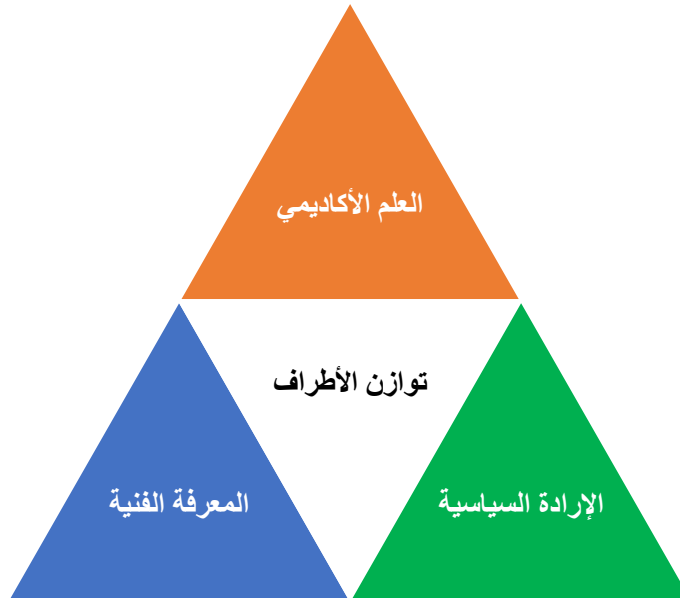 العلم الأكاديمي
توازن الأطراف
الإرادة السياسية
المعرفة الفنية